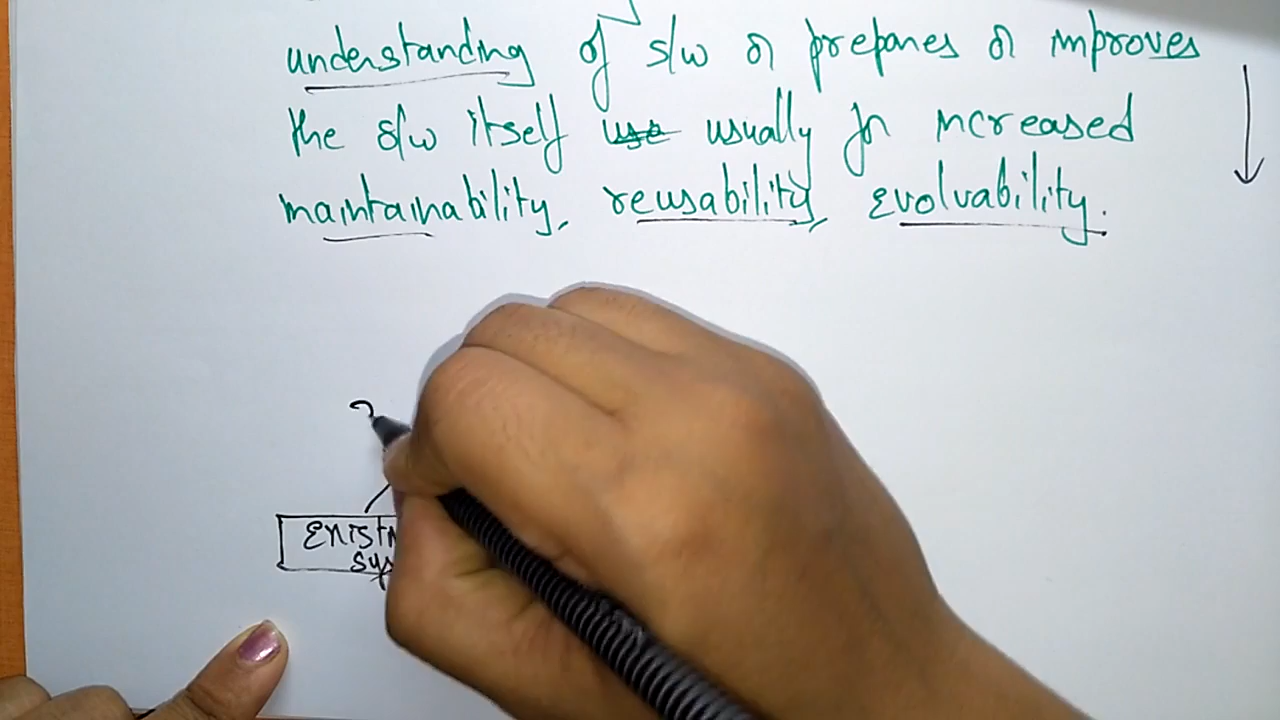 understanding of s/w or prepares or improves
the s/w itself use usually for increased
maintainability, reusability, evolvability.